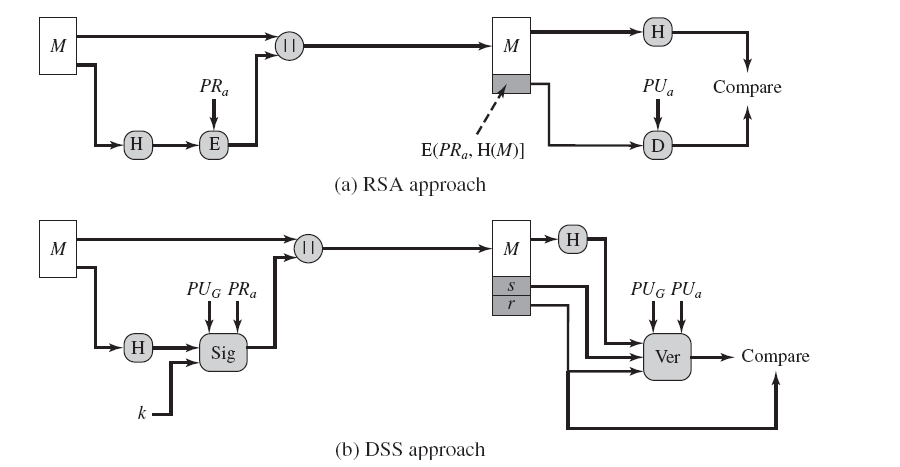 M
||
M
H
PRa
PUa
Compare
H
E
E(PRa, H(M)]
D
(a) RSA approach
M
||
M
H
s
r
PUG PRa
PUG PUa
H
Sig
Ver
Compare
k
(b) DSS approach